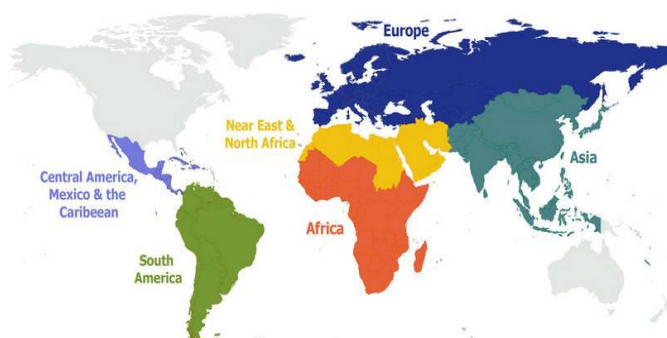 Europe
Near East &
North Africa
Asia
Central America,
Mexico & the
Caribeean
Africa
South
America